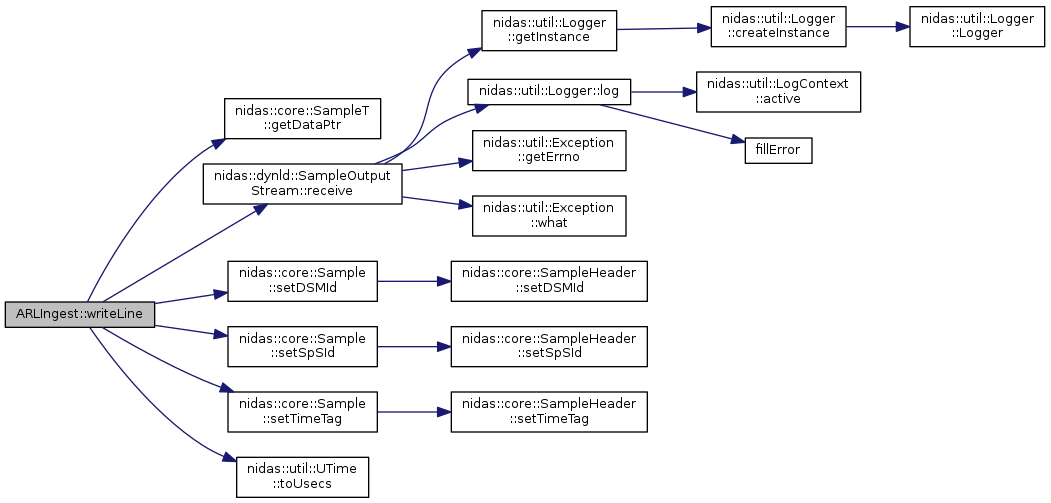 nidas::util::Logger
::getInstance
nidas::util::Logger
::createInstance
nidas::util::Logger
::Logger
nidas::util::Logger::log
nidas::util::LogContext
::active
nidas::core::SampleT
::getDataPtr
nidas::util::Exception
::getErrno
fillError
nidas::dynld::SampleOutput
Stream::receive
nidas::util::Exception
::what
nidas::core::Sample
::setDSMId
nidas::core::SampleHeader
::setDSMId
ARLIngest::writeLine
nidas::core::Sample
::setSpSId
nidas::core::SampleHeader
::setSpSId
nidas::core::Sample
::setTimeTag
nidas::core::SampleHeader
::setTimeTag
nidas::util::UTime
::toUsecs